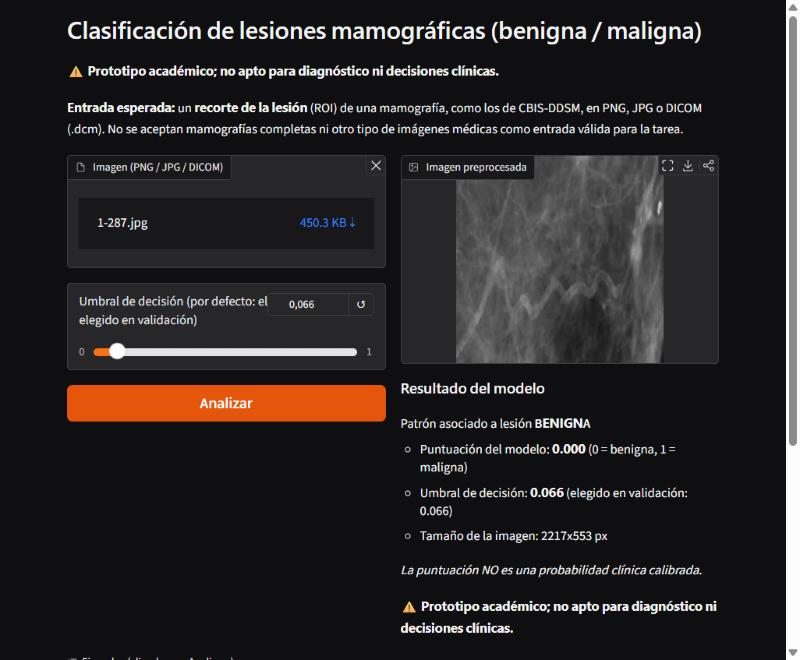 Clasificación de lesiones mamográficas (benigna / maligna)
⚠ Prototipo académico; no apto para diagnóstico ni decisiones clínicas.
Entrada esperada: un recorte de la lesión (ROI) de una mamografía, como los de CBIS-DDSM, en PNG, JPG o DICOM
(.dcm). No se aceptan mamografías completas ni otro tipo de imágenes médicas como entrada válida para la tarea.
Imagen (PNG / JPG / DICOM)
1-287.jpg
450.3 KB ↓
Umbral de decisión (por defecto: el
elegido en validación)
0,066
0
1
Analizar
Imagen preprocesada
Resultado del modelo
Patrón asociado a lesión BENIGNA
Puntuación del modelo: 0.000 (0 = benigna, 1 =
maligna)
Umbral de decisión: 0.066 (elegido en validación:
0.066)
Tamaño de la imagen: 2217x553 px
La puntuación NO es una probabilidad clínica calibrada.
⚠ Prototipo académico; no apto para diagnóstico ni
decisiones clínicas.